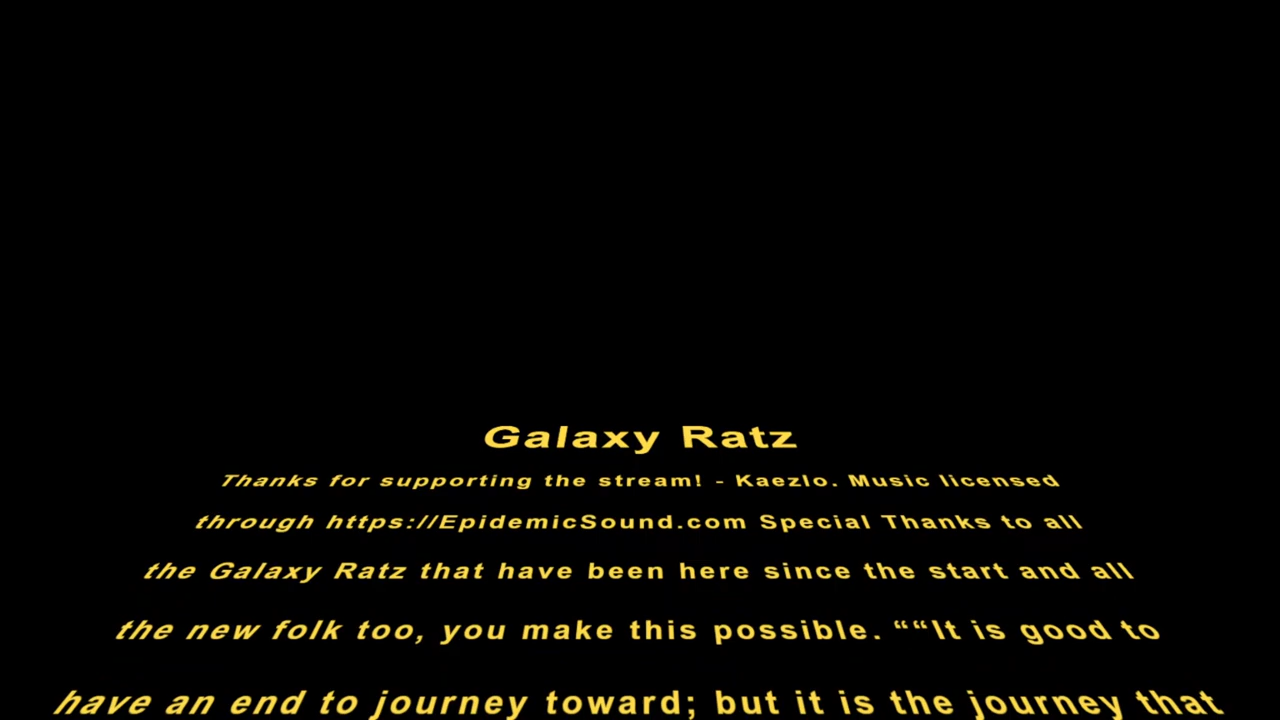 Galaxy Ratz
Thanks for supporting the stream! - Kaezlo. Music licensed
through https://EpidemicSound.com Special Thanks to all
the Galaxy Ratz that have been here since the start and all
the new folk too, you make this possible. ““It is good to
have an end to journey toward; but it is the journey that